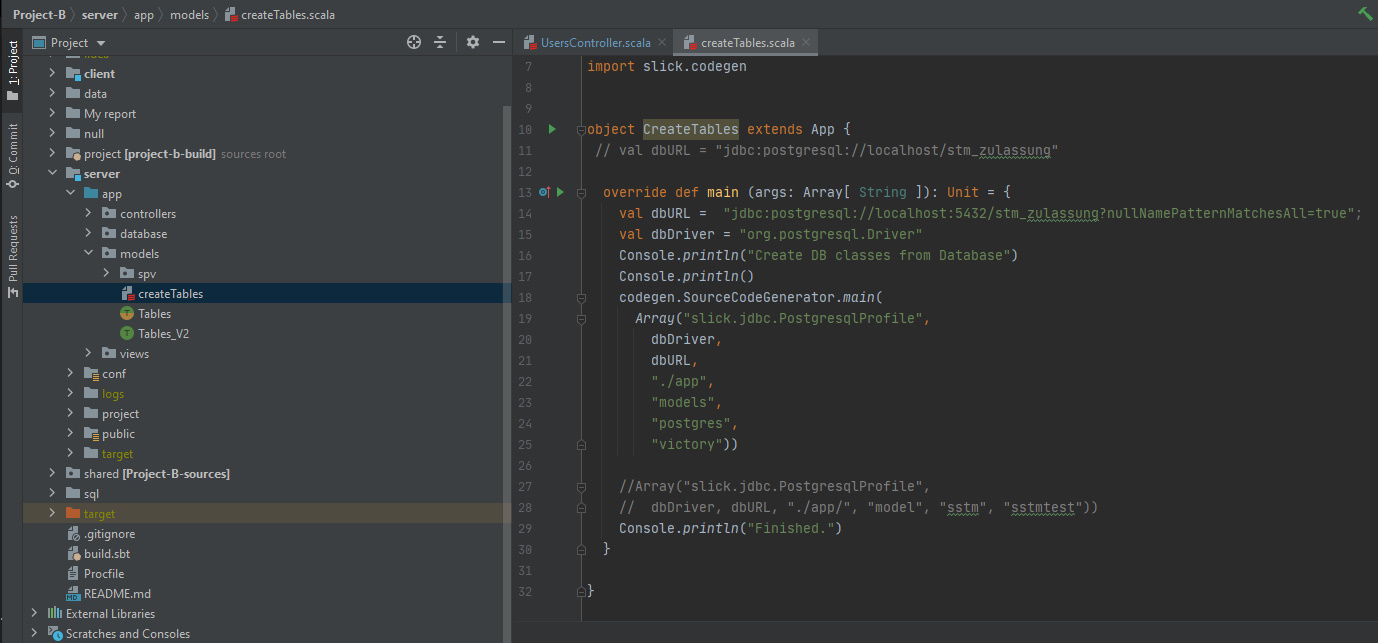 Project-B server app models createTables.scala
1: Project
0: Commit
Pull Requests
Project
client
data
My report
null
project [project-b-build] sources root
server
app
controllers
database
models
spv
createTables
Tables
Tables_V2
views
conf
logs
project
public
target
shared [Project-B-sources]
sql
target
.gitignore
build.sbt
Procfile
README.md
External Libraries
Scratches and Consoles
UsersController.scala createTables.scala
7 import slick.codegen
8
9
10 object CreateTables extends App {
11 // val dbURL = "jdbc:postgresql://localhost/stm_zulassung"
12
13 override def main (args: Array[ String ]): Unit = {
14 val dbURL =  "jdbc:postgresql://localhost:5432/stm_zulassung?nullNamePatternMatchesAll=true";
15 val dbDriver = "org.postgresql.Driver"
16 Console.println("Create DB classes from Database")
17 Console.println()
18 codegen.SourceCodeGenerator.main(
19 Array("slick.jdbc.PostgresqlProfile",
20 dbDriver,
21 dbURL,
22 "./app",
23 "models",
24 "postgres",
25 "victory"))
26
27 //Array("slick.jdbc.PostgresqlProfile",
28 //  dbDriver, dbURL, "./app/", "model", "sstm", "sstmtest"))
29 Console.println("Finished.")
30 }
31
32 }